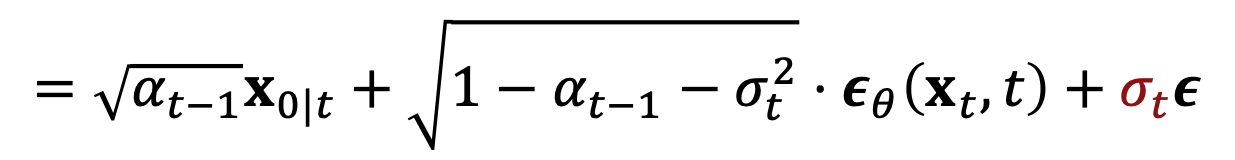 = √α_{t−1} 𝐱_{0|t} + √(1 − α_{t−1} − σ_t^2) · 𝛜_θ(𝐱_t, t) + σ_t 𝛜